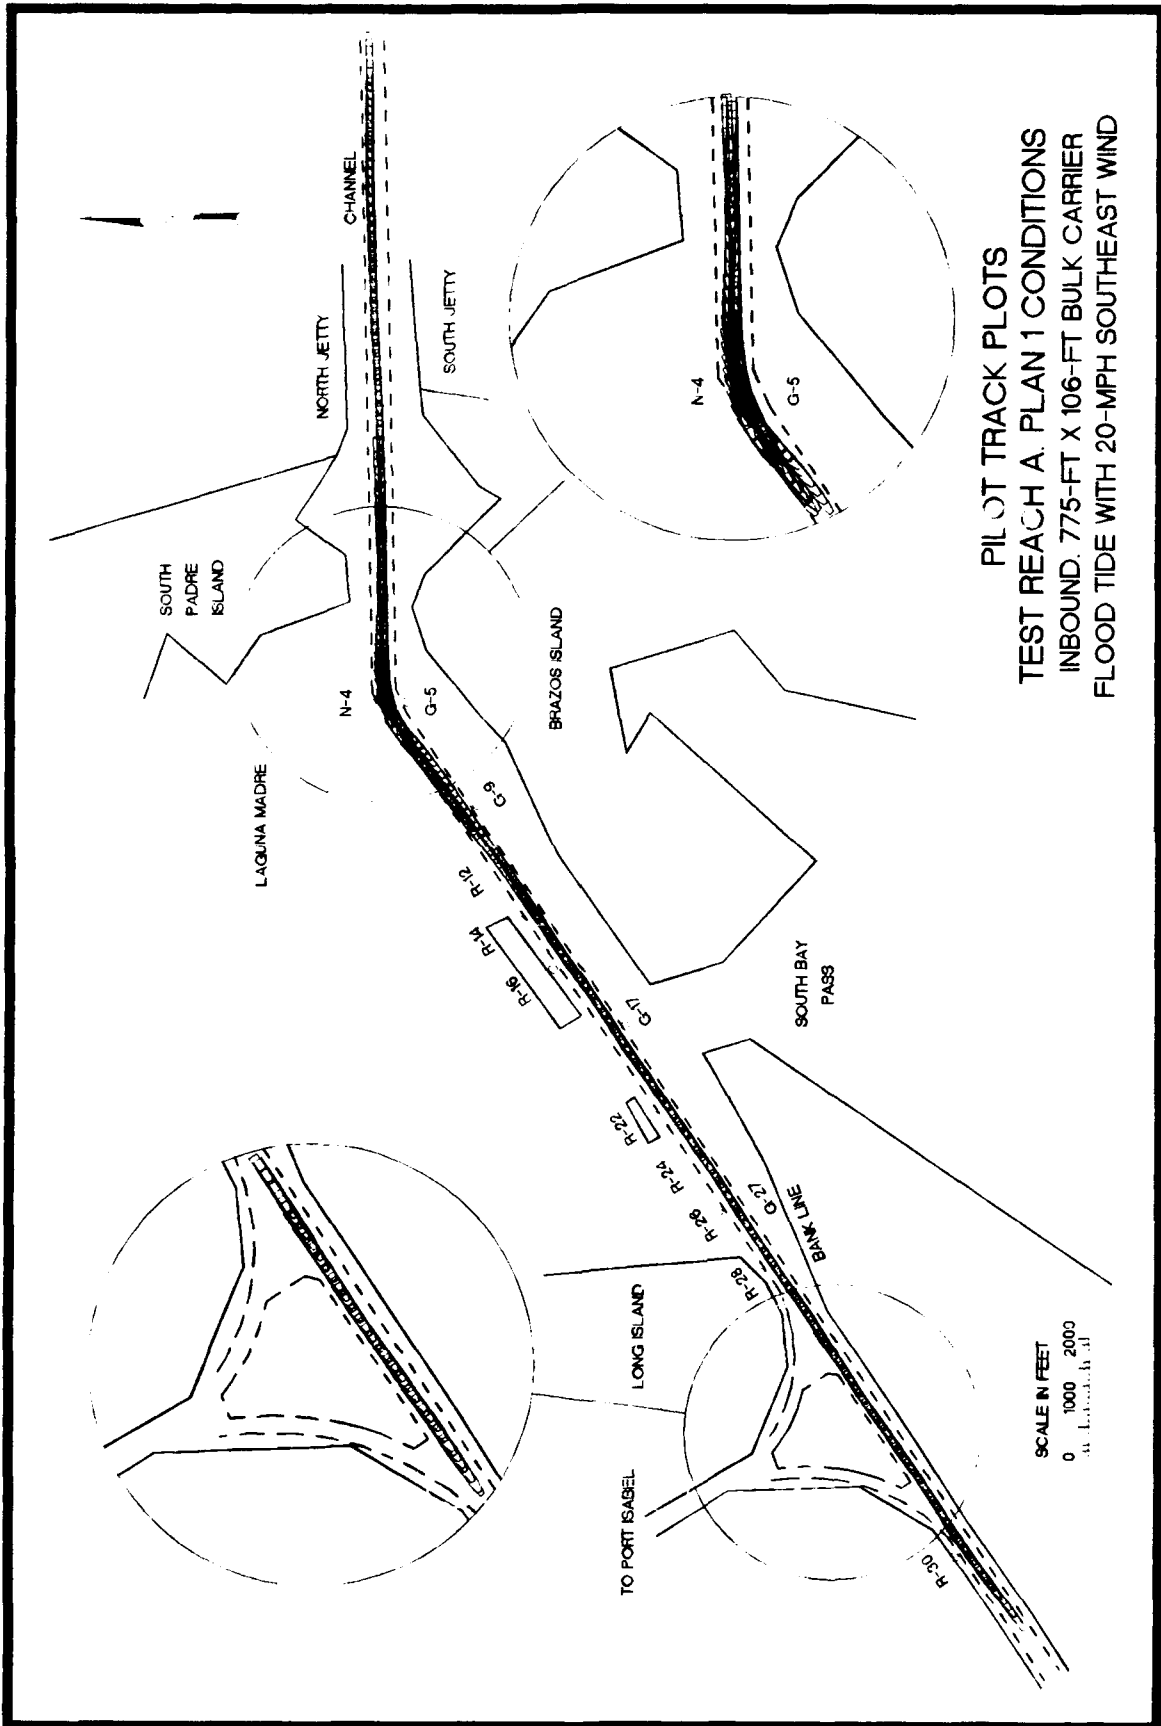 CHANNEL
NORTH JETTY
SOUTH JETTY
SOUTH
PADRE
ISLAND
N-4
G-5
LAGUNA MADRE
BRAZOS ISLAND
G-9
R-12
R-14
R-16
G-17
SOUTH BAY
PASS
R-22
R-24
R-26
G-27
BANK LINE
R-28
LONG ISLAND
TO PORT ISABEL
R-30
N-4
G-5
SCALE IN FEET
0 1000 2000
PILOT TRACK PLOTS
TEST REACH A. PLAN 1 CONDITIONS
INBOUND. 775-FT X 106-FT BULK CARRIER
FLOOD TIDE WITH 20-MPH SOUTHEAST WIND